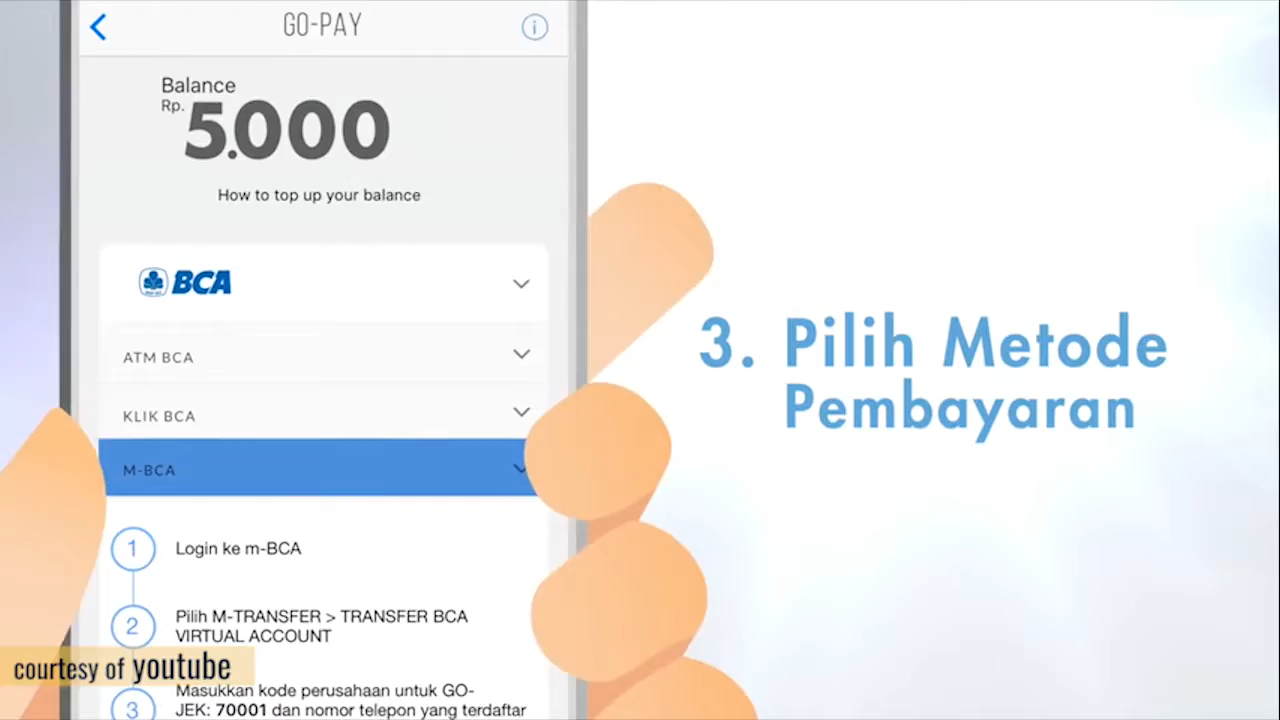 GO-PAY
Balance
Rp.
5.000
How to top up your balance
BCA
ATM BCA
KLIK BCA
M-BCA
1
Login ke m-BCA
2
Pilih M-TRANSFER > TRANSFER BCA
VIRTUAL ACCOUNT
3
Masukkan kode perusahaan untuk GO-
JEK: 70001 dan nomor telepon yang terdaftar
3. Pilih Metode
Pembayaran
courtesy of youtube